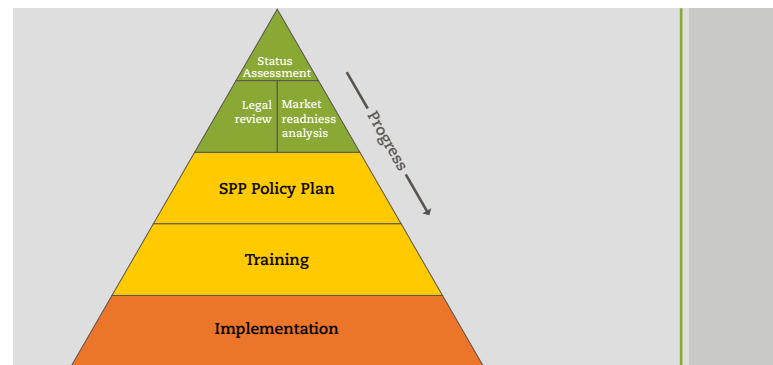 Status
Assessment
Legal
review
Market
readniess
analysis
Progress
SPP Policy Plan
Training
Implementation